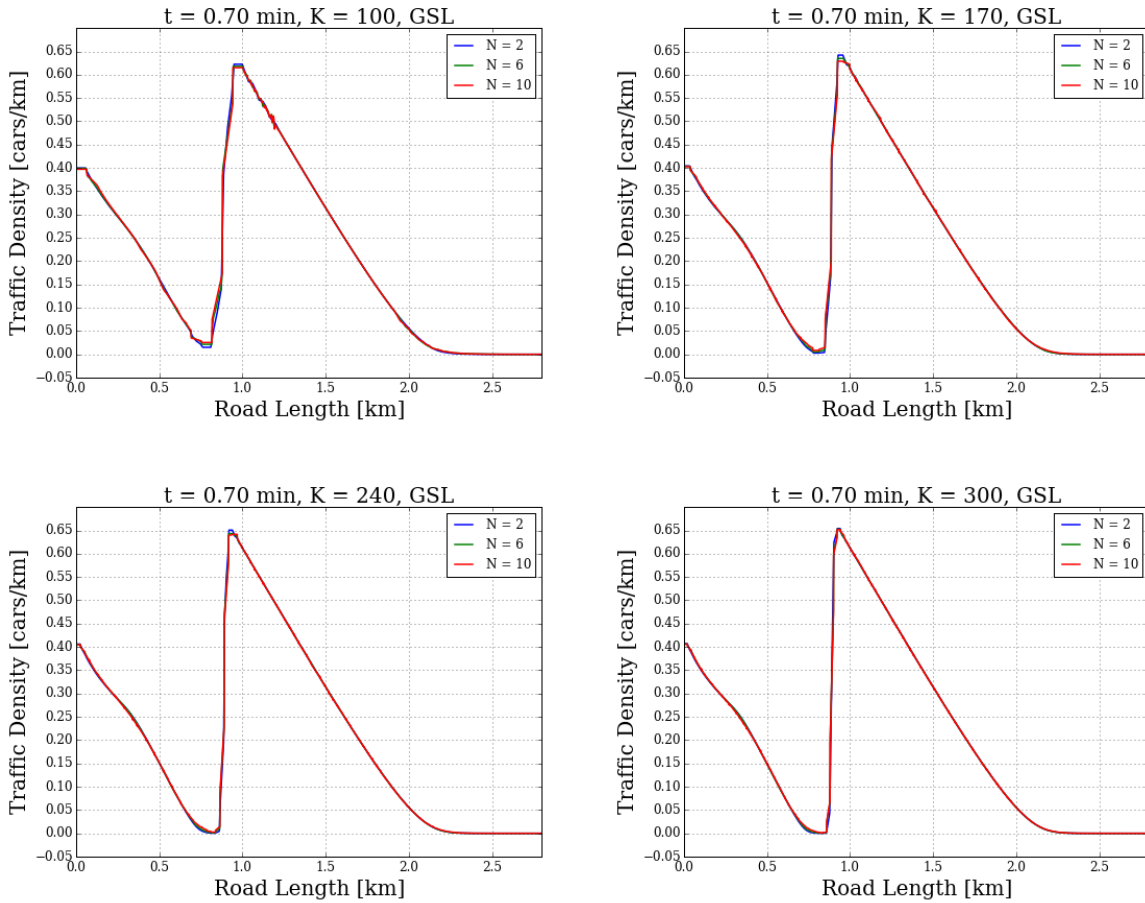 t = 0.70 min, K = 100, GSL
Traffic Density [cars/km]
0.65
0.60
0.55
0.50
0.45
0.40
0.35
0.30
0.25
0.20
0.15
0.10
0.05
0.00
−0.05
0.0 0.5 1.0 1.5 2.0 2.5
Road Length [km]
N = 2
N = 6
N = 10
t = 0.70 min, K = 170, GSL
Traffic Density [cars/km]
0.65
0.60
0.55
0.50
0.45
0.40
0.35
0.30
0.25
0.20
0.15
0.10
0.05
0.00
−0.05
0.0 0.5 1.0 1.5 2.0 2.5
Road Length [km]
N = 2
N = 6
N = 10
t = 0.70 min, K = 240, GSL
Traffic Density [cars/km]
0.65
0.60
0.55
0.50
0.45
0.40
0.35
0.30
0.25
0.20
0.15
0.10
0.05
0.00
−0.05
0.0 0.5 1.0 1.5 2.0 2.5
Road Length [km]
N = 2
N = 6
N = 10
t = 0.70 min, K = 300, GSL
Traffic Density [cars/km]
0.65
0.60
0.55
0.50
0.45
0.40
0.35
0.30
0.25
0.20
0.15
0.10
0.05
0.00
−0.05
0.0 0.5 1.0 1.5 2.0 2.5
Road Length [km]
N = 2
N = 6
N = 10